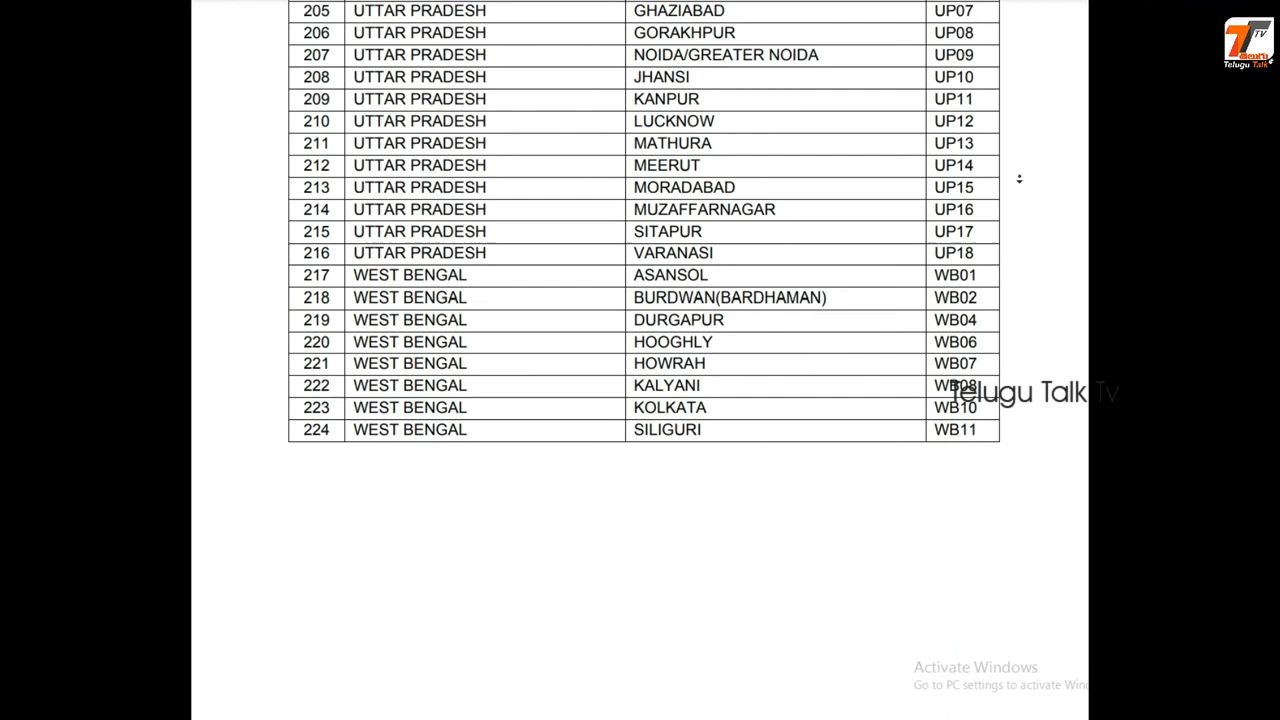 205 UTTAR PRADESH GHAZIABAD UP07
206 UTTAR PRADESH GORAKHPUR UP08
207 UTTAR PRADESH NOIDA/GREATER NOIDA UP09
208 UTTAR PRADESH JHANSI UP10
209 UTTAR PRADESH KANPUR UP11
210 UTTAR PRADESH LUCKNOW UP12
211 UTTAR PRADESH MATHURA UP13
212 UTTAR PRADESH MEERUT UP14
213 UTTAR PRADESH MORADABAD UP15
214 UTTAR PRADESH MUZAFFARNAGAR UP16
215 UTTAR PRADESH SITAPUR UP17
216 UTTAR PRADESH VARANASI UP18
217 WEST BENGAL ASANSOL WB01
218 WEST BENGAL BURDWAN(BARDHAMAN) WB02
219 WEST BENGAL DURGAPUR WB04
220 WEST BENGAL HOOGHLY WB06
221 WEST BENGAL HOWRAH WB07
222 WEST BENGAL KALYANI WB08
223 WEST BENGAL KOLKATA WB10
224 WEST BENGAL SILIGURI WB11
Telugu Talk Tv
TV
Telugu Talk
Activate Windows
Go to PC settings to activate Win